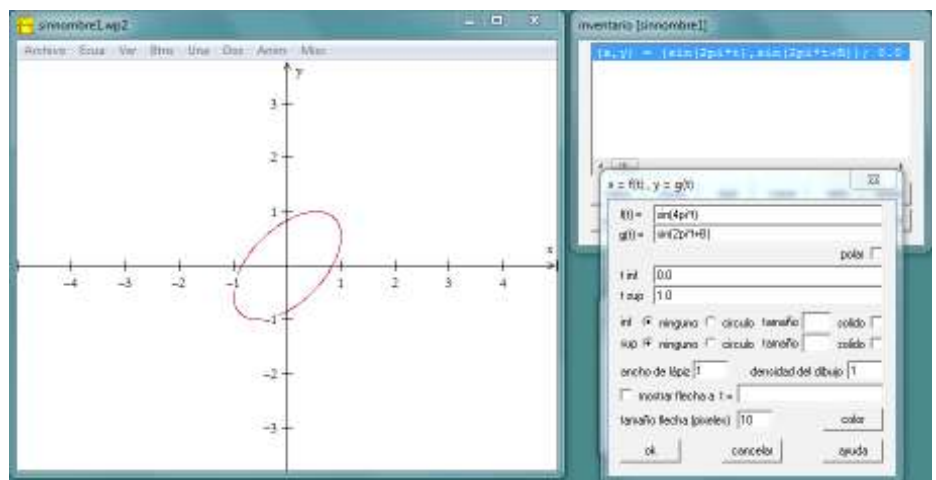 sinnombre1.wp2
Archivo Ecua Ver Btns Una Dos Anim Misc
y
3
2
1
x
-4 -3 -2 -1 1 2 3 4
-1
-2
-3
inventario [sinnombre1]
(x,y) = (sin(2pi*t),sin(2pi*t+B)); 0.0
x = f(t), y = g(t)
f(t) = sin(4pi*t)
g(t) = sin(2pi*t+B)
polar
t inf 0.0
t sup 1.0
inf ninguno circulo tamaño solido
sup ninguno circulo tamaño solido
ancho de lápiz 1 densidad del dibujo 1
mostrar flecha a t =
tamaño flecha (pixeles) 10 color
ok cancelar ayuda